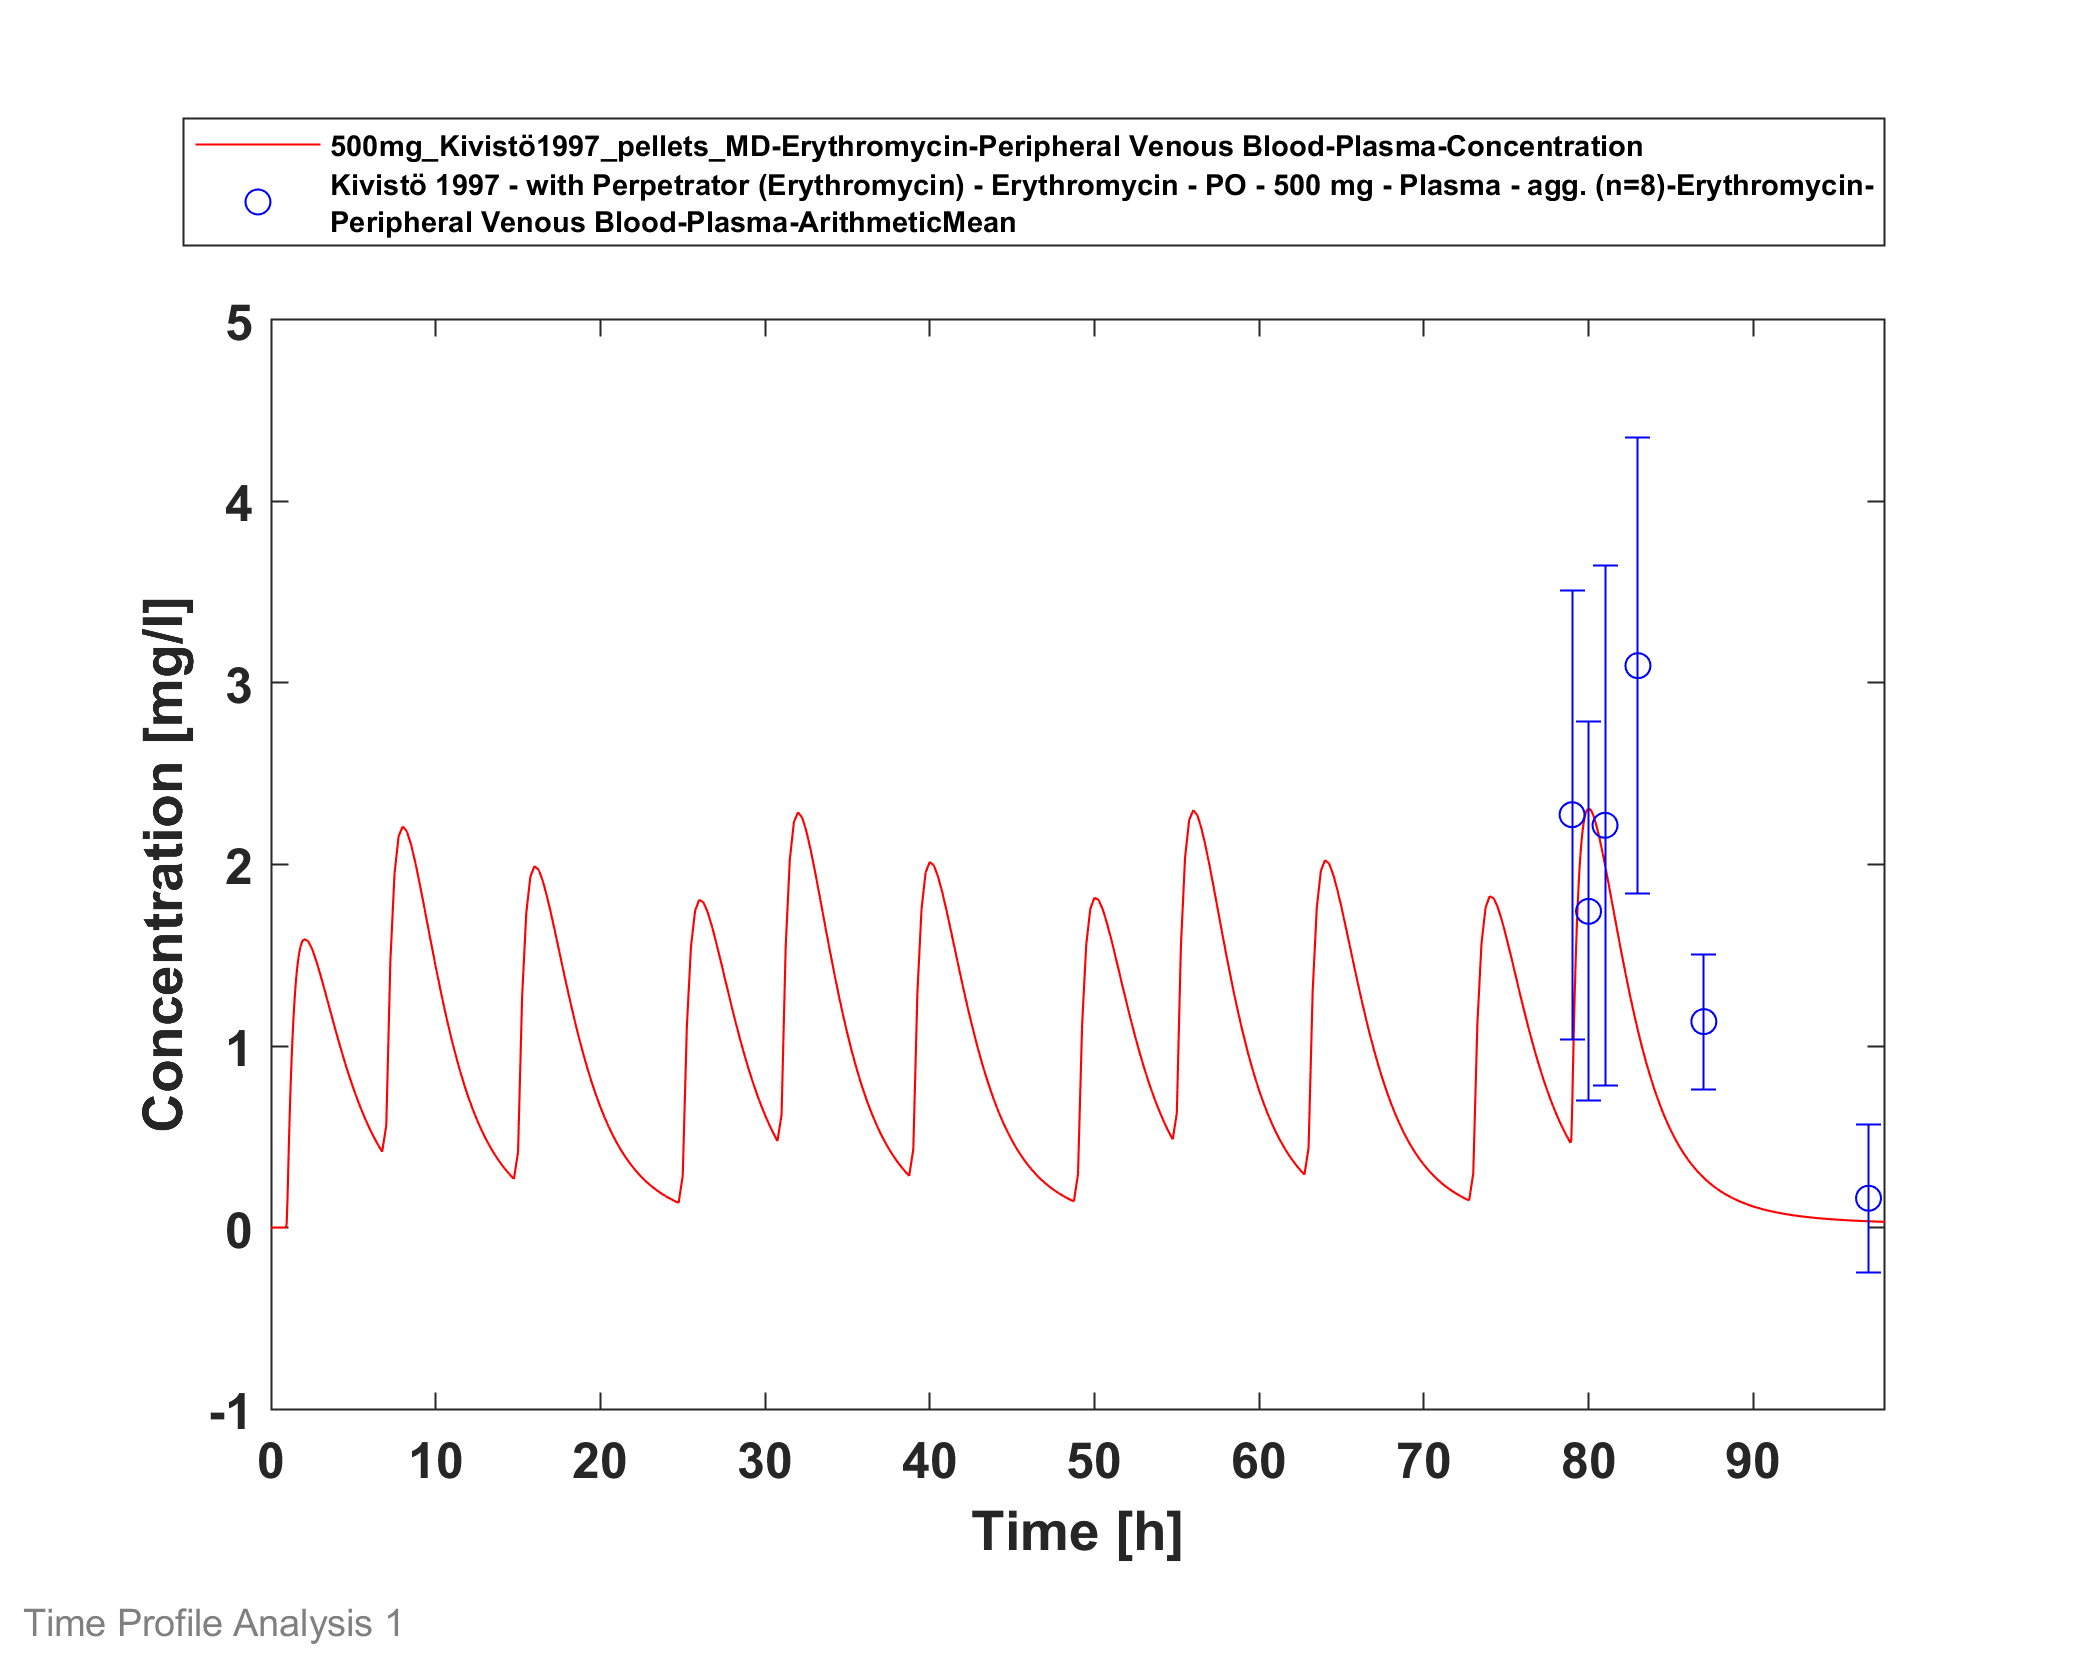 500mg_Kivistö1997_pellets_MD-Erythromycin-Peripheral Venous Blood-Plasma-Concentration
Kivistö 1997 - with Perpetrator (Erythromycin) - Erythromycin - PO - 500 mg - Plasma - agg. (n=8)-Erythromycin-
Peripheral Venous Blood-Plasma-ArithmeticMean
5
4
3
2
1
0
-1
Concentration [mg/l]
0 10 20 30 40 50 60 70 80 90
Time [h]
Time Profile Analysis 1